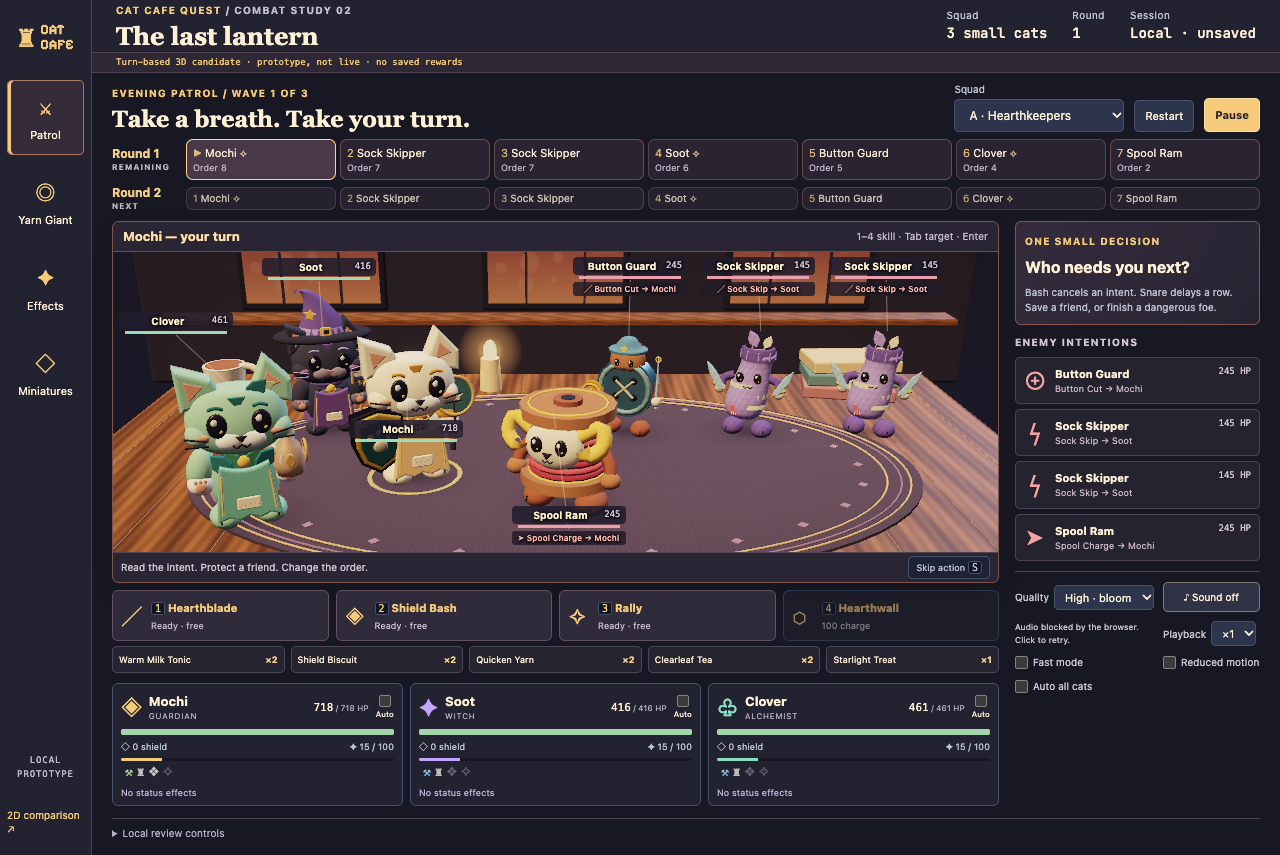 CAT CAFE
CAT CAFE QUEST / COMBAT STUDY 02
The last lantern
Squad
3 small cats
Round
1
Session
Local · unsaved
Turn-based 3D candidate · prototype, not live · no saved rewards
Patrol
Yarn Giant
Effects
Miniatures
LOCAL PROTOTYPE
2D comparison ↗
EVENING PATROL / WAVE 1 OF 3
Take a breath. Take your turn.
Squad
A · Hearthkeepers
Restart
Pause
Round 1
REMAINING
▶ Mochi ✧
Order 8
2 Sock Skipper
Order 7
3 Sock Skipper
Order 7
4 Soot ✧
Order 6
5 Button Guard
Order 5
6 Clover ✧
Order 4
7 Spool Ram
Order 2
Round 2
NEXT
1 Mochi ✧
2 Sock Skipper
3 Sock Skipper
4 Soot ✧
5 Button Guard
6 Clover ✧
7 Spool Ram
Mochi — your turn
1–4 skill · Tab target · Enter
Soot 416
Button Guard 245
Button Cut → Mochi
Sock Skipper 145
Sock Skip → Soot
Sock Skipper 145
Sock Skip → Soot
Clover 461
Mochi 718
Spool Ram 245
➤ Spool Charge → Mochi
Read the intent. Protect a friend. Change the order.
Skip action S
1 Hearthblade
Ready · free
2 Shield Bash
Ready · free
3 Rally
Ready · free
4 Hearthwall
100 charge
Warm Milk Tonic ×2
Shield Biscuit ×2
Quicken Yarn ×2
Clearleaf Tea ×2
Starlight Treat ×1
Mochi
GUARDIAN
718 / 718 HP
Auto
◇ 0 shield
✦ 15 / 100
No status effects
Soot
WITCH
416 / 416 HP
Auto
◇ 0 shield
✦ 15 / 100
No status effects
Clover
ALCHEMIST
461 / 461 HP
Auto
◇ 0 shield
✦ 15 / 100
No status effects
▶ Local review controls
ONE SMALL DECISION
Who needs you next?
Bash cancels an intent. Snare delays a row.
Save a friend, or finish a dangerous foe.
ENEMY INTENTIONS
Button Guard
245 HP
Button Cut → Mochi
Sock Skipper
145 HP
Sock Skip → Soot
Sock Skipper
145 HP
Sock Skip → Soot
Spool Ram
245 HP
Spool Charge → Mochi
Quality
High · bloom
♪ Sound off
Audio blocked by the browser.
Click to retry.
Playback
×1
Fast mode
Reduced motion
Auto all cats